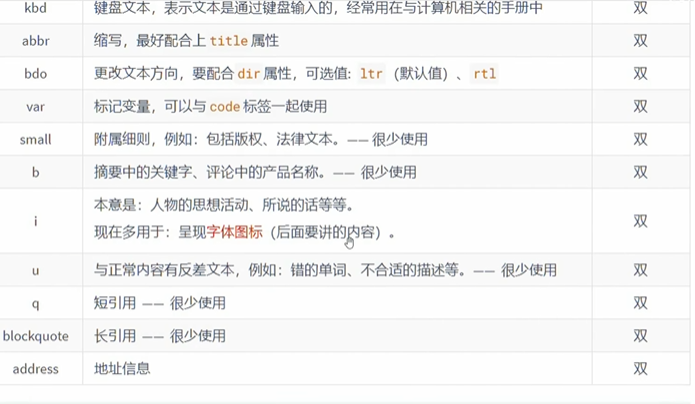 kbd 键盘文本，表示文本是通过键盘输入的，经常用在与计算机相关的手册中 双
abbr 缩写，最好配合上 title 属性 双
bdo 更改文本方向，要配合 dir 属性，可选值: ltr（默认值）、rtl 双
var 标记变量，可以与 code 标签一起使用 双
small 附属细则，例如：包括版权、法律文本。—— 很少使用 双
b 摘要中的关键字、评论中的产品名称。—— 很少使用 双
i 本意是：人物的思想活动、所说的话等等。
现在多用于：呈现字体图标（后面要讲的内容）。 双
u 与正常内容有反差文本，例如：错的单词、不合适的描述等。—— 很少使用 双
q 短引用 —— 很少使用 双
blockquote 长引用 —— 很少使用 双
address 地址信息 双